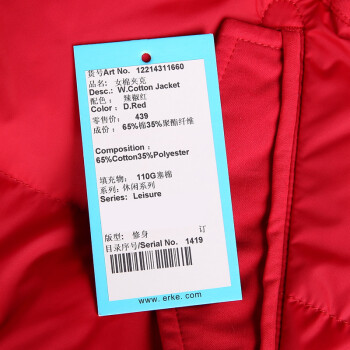 货号Art No. 12214311660
品名: 女棉夹克
Desc.: W.Cotton Jacket
配色: 辣椒红
Color : D.Red
零售价: 439
成份: 65%棉35%聚酯纤维
Composition :
65%Cotton35%Polyester
填充物: 110G塞棉
系列: 休闲系列
Series: Leisure
版型: 修身 订
目录序号/Serial No. 1419
www.erke.com